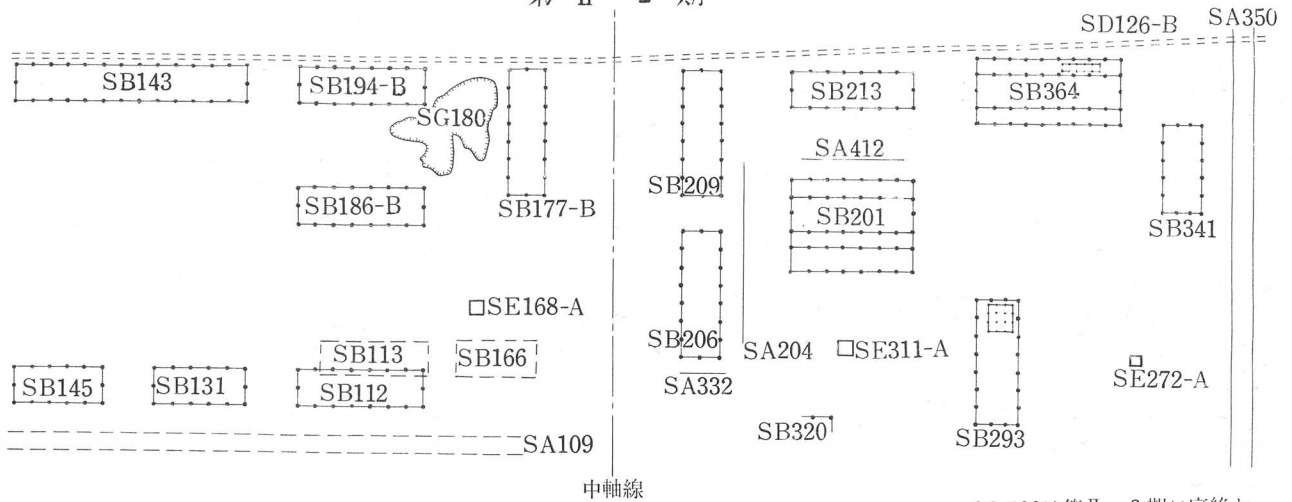 SD126-B SA350
SB143 SB194-B SG180 SB213 SB364
SA412
SB209 SB201
SB186-B SB177-B SB341
SE168-A
SB113 SB166 SB206 SA204 SE311-A
SB145 SB131 SB112 SA332 SE272-A
SB320 SB293
SA109
中軸線